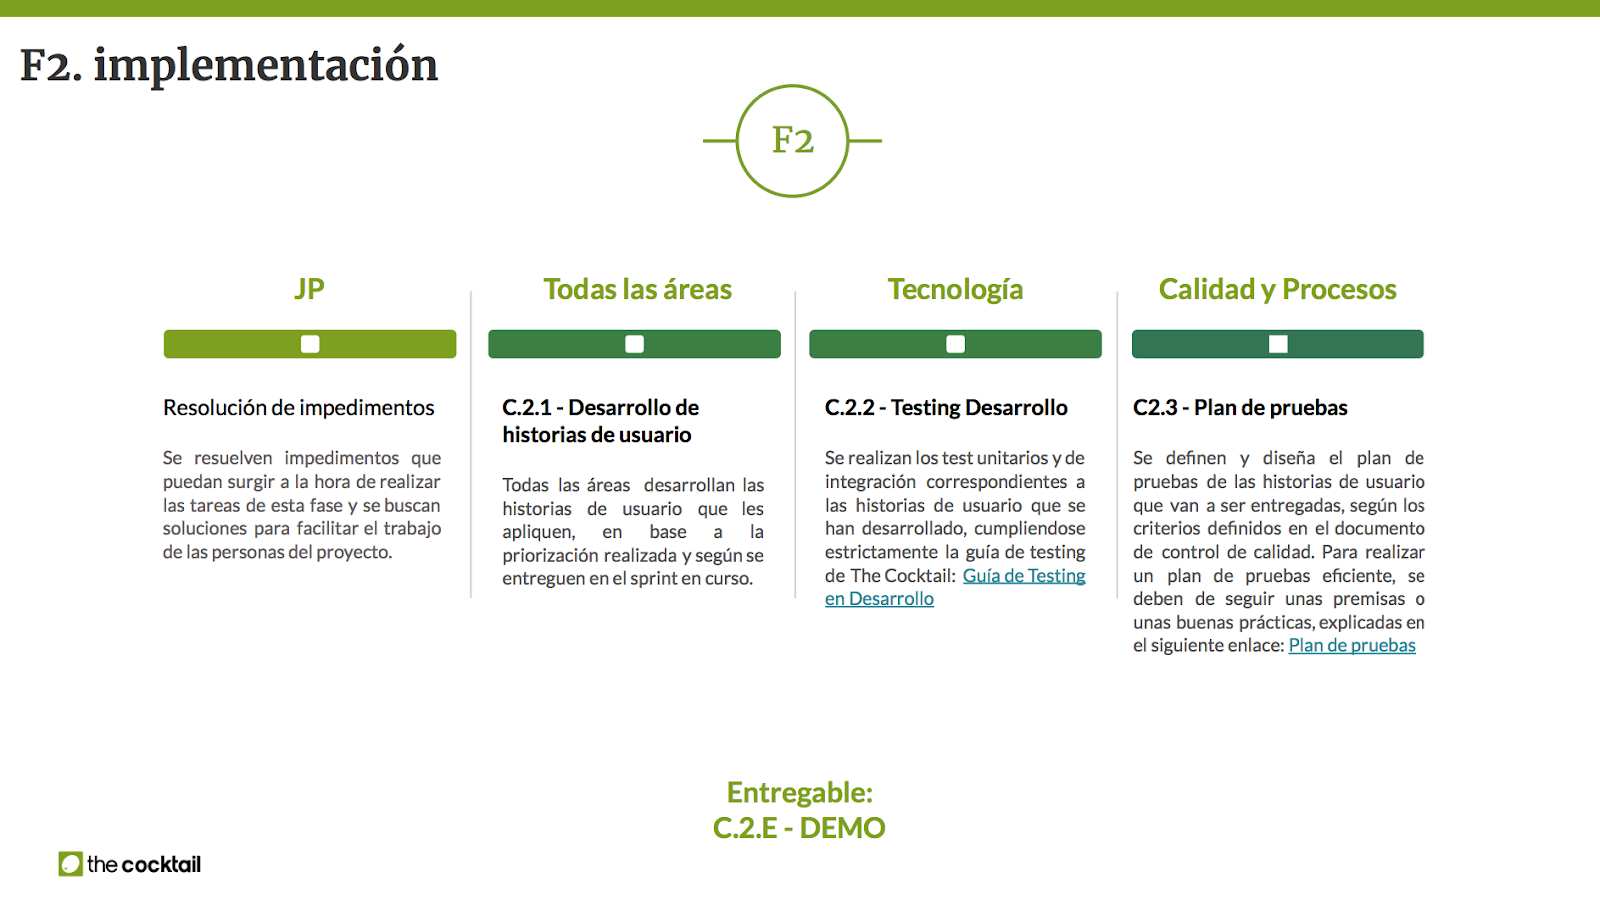 F2. implementación
F2
JP
Resolución de impedimentos
Se resuelven impedimentos que
puedan surgir a la hora de realizar
las tareas de esta fase y se buscan
soluciones para facilitar el trabajo
de las personas del proyecto.
Todas las áreas
C.2.1 - Desarrollo de
historias de usuario
Todas las áreas desarrollan las
historias de usuario que les
apliquen, en base a la
priorización realizada y según se
entreguen en el sprint en curso.
Tecnología
C.2.2 - Testing Desarrollo
Se realizan los test unitarios y de
integración correspondientes a
las historias de usuario que se
han desarrollado, cumpliendose
estrictamente la guía de testing
de The Cocktail: Guía de Testing
en Desarrollo
Calidad y Procesos
C2.3 - Plan de pruebas
Se definen y diseña el plan de
pruebas de las historias de usuario
que van a ser entregadas, según los
criterios definidos en el documento
de control de calidad. Para realizar
un plan de pruebas eficiente, se
deben de seguir unas premisas o
unas buenas prácticas, explicadas en
el siguiente enlace: Plan de pruebas
Entregable:
C.2.E - DEMO
the cocktail